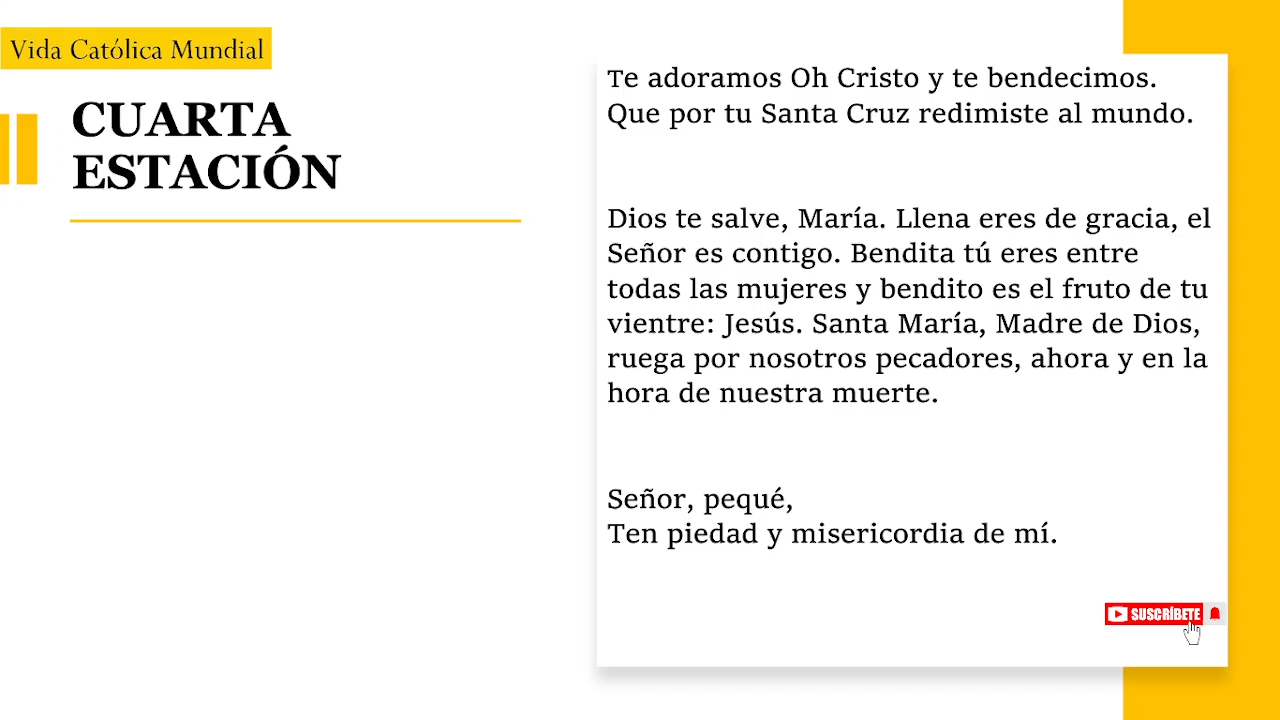 Vida Católica Mundial
CUARTA
ESTACIÓN
Te adoramos Oh Cristo y te bendecimos.
Que por tu Santa Cruz redimiste al mundo.
Dios te salve, María. Llena eres de gracia, el
Señor es contigo. Bendita tú eres entre
todas las mujeres y bendito es el fruto de tu
vientre: Jesús. Santa María, Madre de Dios,
ruega por nosotros pecadores, ahora y en la
hora de nuestra muerte.
Señor, pequé,
Ten piedad y misericordia de mí.
SUSCRÍBETE